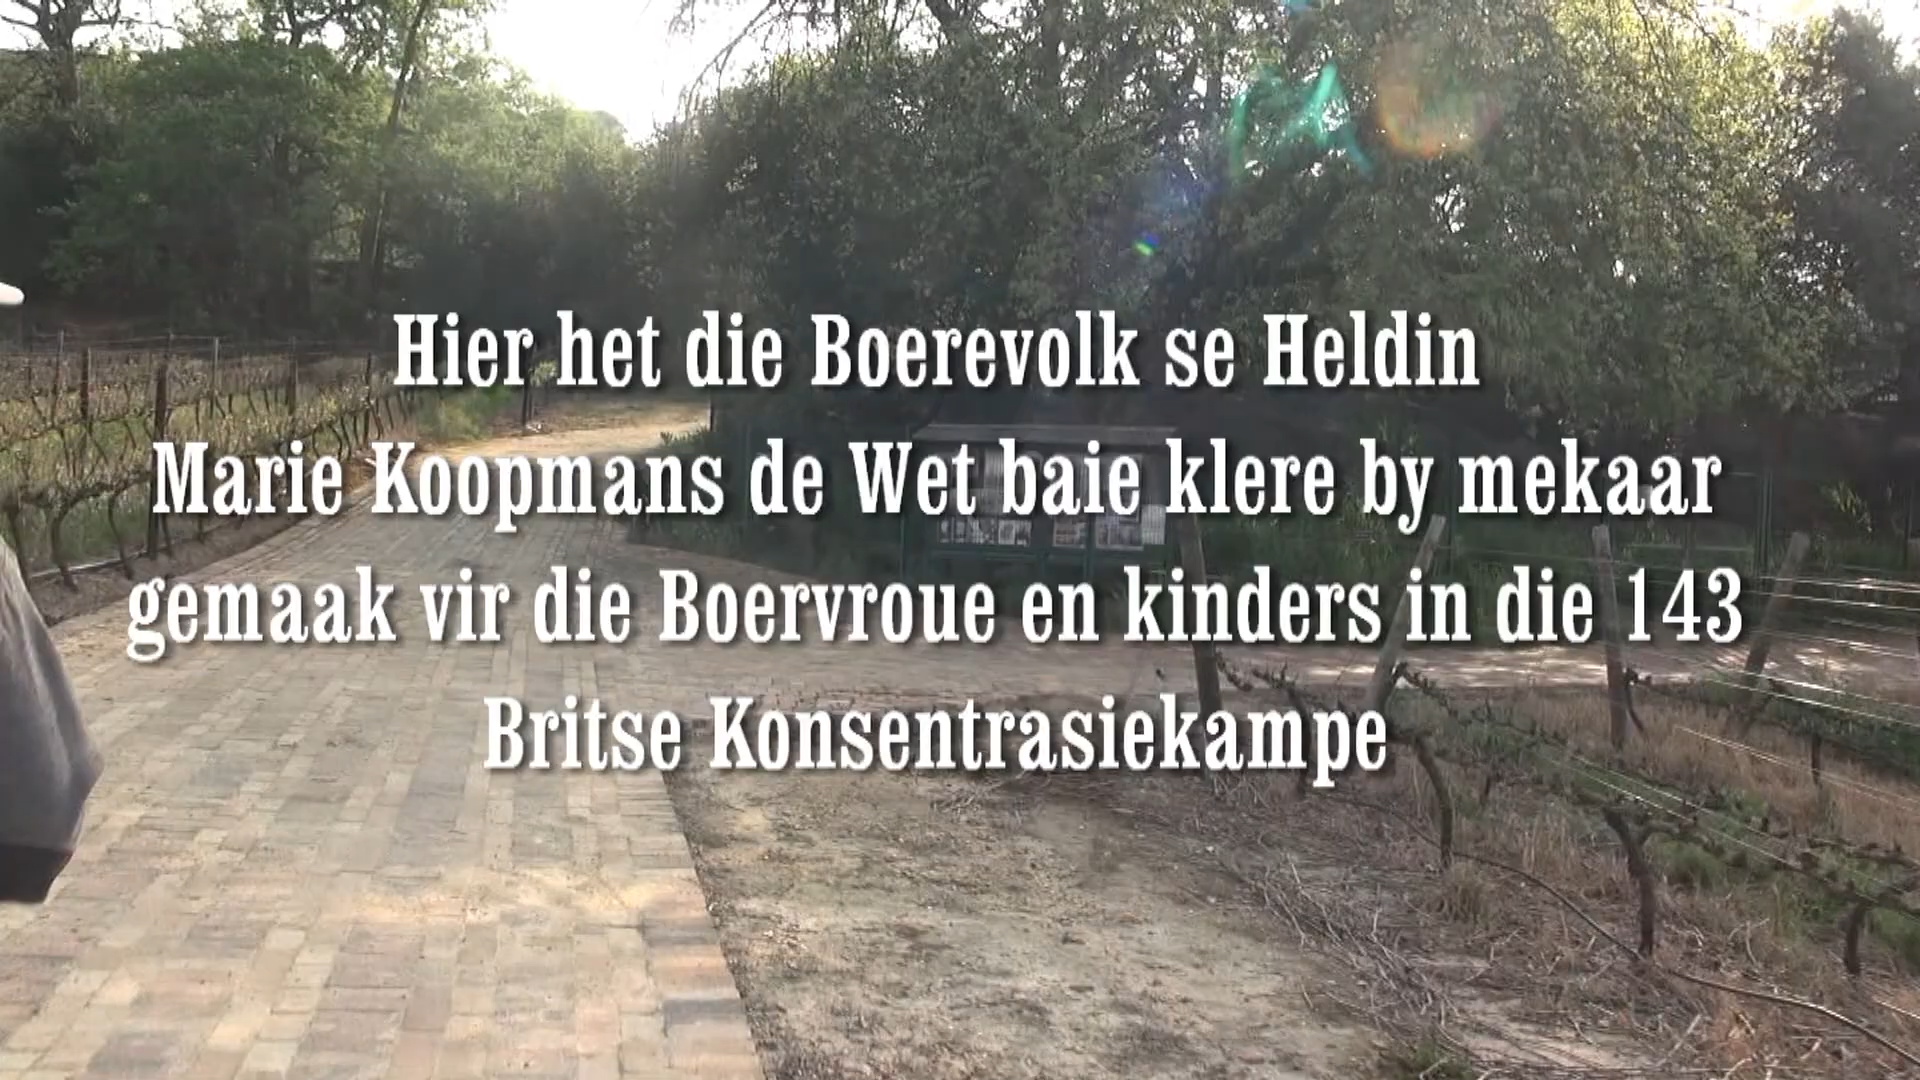 Hier het die Boerevolk se Heldin
Marie Koopmans de Wet baie klere by mekaar
gemaak vir die Boervroue en kinders in die 143
Britse Konsentrasiekampe